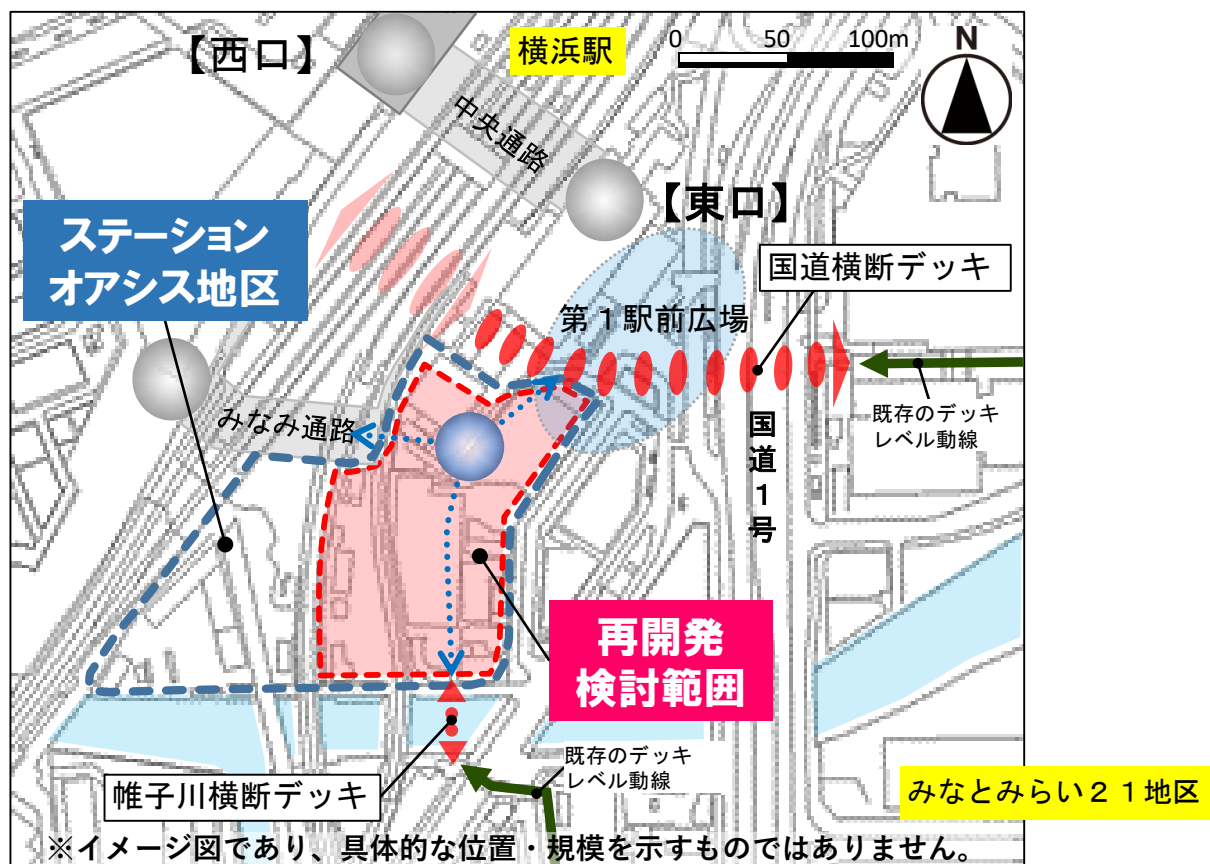 【西口】
横浜駅
0 50 100m
N
中央通路
【東口】
ステーション
オアシス地区
国道横断デッキ
第１駅前広場
みなみ通路
国道１号
既存のデッキ
レベル動線
再開発
検討範囲
帷子川横断デッキ
既存のデッキ
レベル動線
みなとみらい２１地区
※イメージ図であり、具体的な位置・規模を示すものではありません。